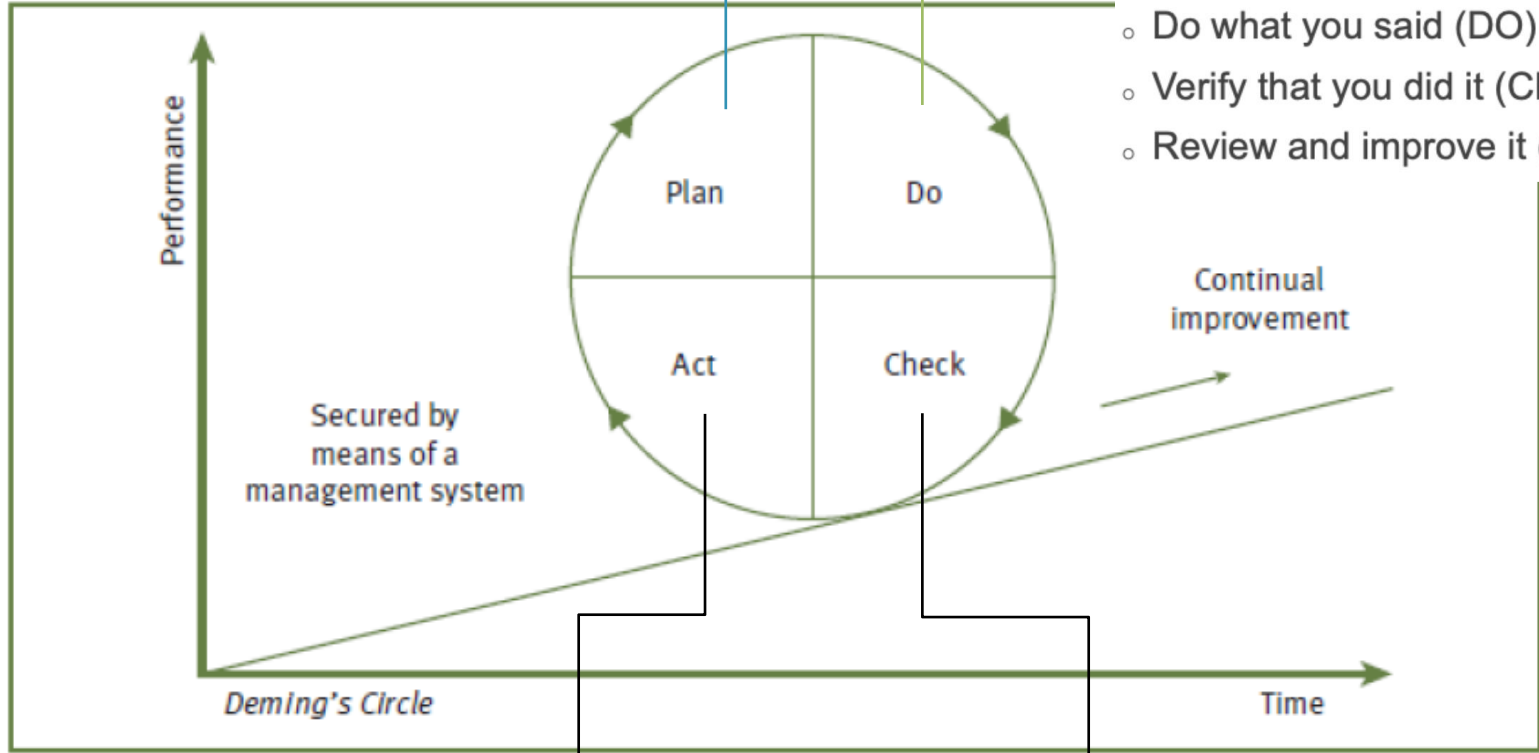 Do what you said (DO)
Verify that you did it
Review and improve it
Performance
Plan
Do
Act
Check
Continual
improvement
Secured by
means of a
management system
Deming's Circle
Time